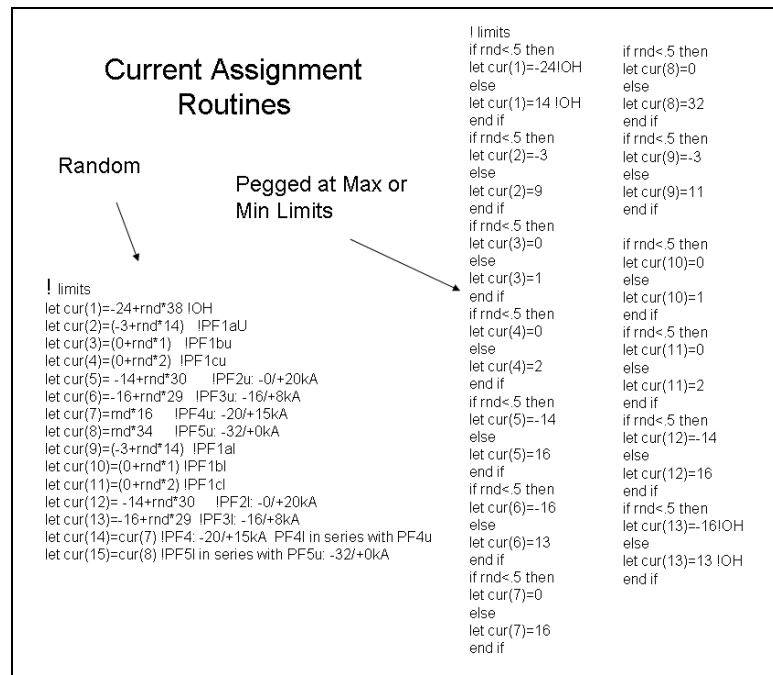 Current Assignment
Routines
Random
Pegged at Max or
Min Limits
! limits
let cur(1)=-24+rnd*38 !OH
let cur(2)=(-3+rnd*14) !PF1aU
let cur(3)=(0+rnd*1) !PF1bu
let cur(4)=(0+rnd*2) !PF1cu
let cur(5)= -14+rnd*30 !PF2u: -0/+20kA
let cur(6)=-16+rnd*29 !PF3u: -16/+8kA
let cur(7)=rnd*16 !PF4u: -20/+15kA
let cur(8)=rnd*34 !PF5u: -32/+0kA
let cur(9)=(-3+rnd*14) !PF1al
let cur(10)=(0+rnd*1) !PF1bl
let cur(11)=(0+rnd*2) !PF1cl
let cur(12)= -14+rnd*30 !PF2l: -0/+20kA
let cur(13)=-16+rnd*29 !PF3l: -16/+8kA
let cur(14)=cur(7) !PF4: -20/+15kA PF4l in series with PF4u
let cur(15)=cur(8) !PF5l in series with PF5u: -32/+0kA
! limits
if rnd<.5 then
let cur(1)=-24!OH
else
let cur(1)=14 !OH
end if
if rnd<.5 then
let cur(2)=-3
else
let cur(2)=9
end if
if rnd<.5 then
let cur(3)=0
else
let cur(3)=1
end if
if rnd<.5 then
let cur(4)=0
else
let cur(4)=2
end if
if rnd<.5 then
let cur(5)=-14
else
let cur(5)=16
end if
if rnd<.5 then
let cur(6)=-16
else
let cur(6)=13
end if
if rnd<.5 then
let cur(7)=0
else
let cur(7)=16
end if
if rnd<.5 then
let cur(8)=0
else
let cur(8)=32
end if
if rnd<.5 then
let cur(9)=-3
else
let cur(9)=11
end if
if rnd<.5 then
let cur(10)=0
else
let cur(10)=1
end if
if rnd<.5 then
let cur(11)=0
else
let cur(11)=2
end if
if rnd<.5 then
let cur(12)=-14
else
let cur(12)=16
end if
if rnd<.5 then
let cur(13)=-16!OH
else
let cur(13)=13 !OH
end if